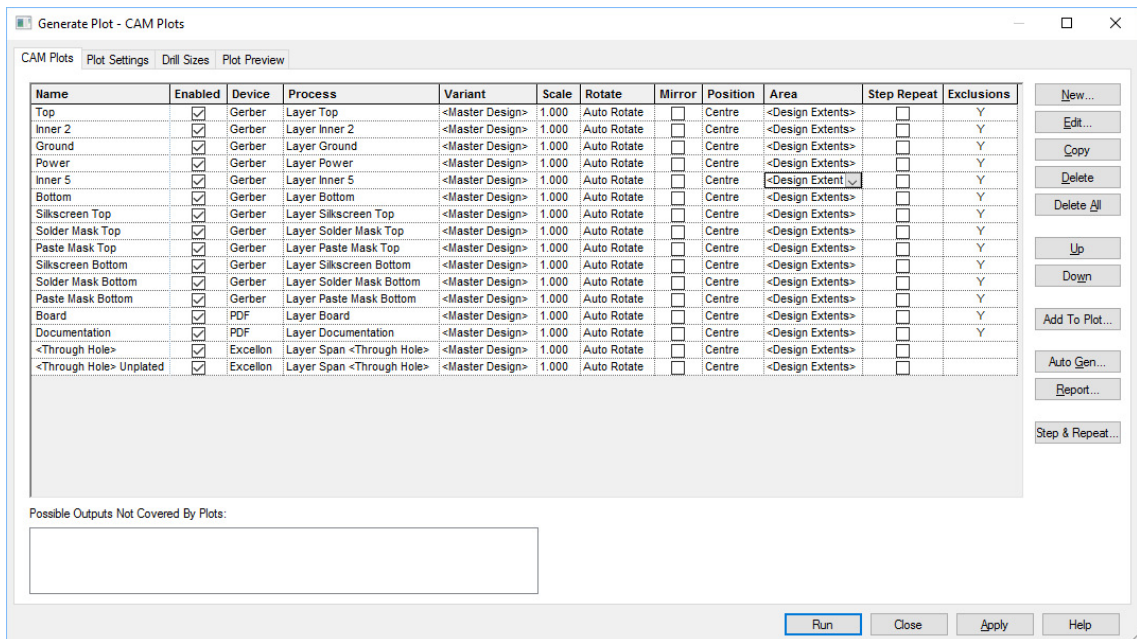 Generate Plot - CAM Plots
CAM Plots Plot Settings Drill Sizes Plot Preview
Name Enabled Device Process Variant Scale Rotate Mirror Position Area Step Repeat Exclusions
Top Gerber Layer Top <Master Design> 1.000 Auto Rotate Centre <Design Extents> Y
Inner 2 Gerber Layer Inner 2 <Master Design> 1.000 Auto Rotate Centre <Design Extents> Y
Ground Gerber Layer Ground <Master Design> 1.000 Auto Rotate Centre <Design Extents> Y
Power Gerber Layer Power <Master Design> 1.000 Auto Rotate Centre <Design Extents> Y
Inner 5 Gerber Layer Inner 5 <Master Design> 1.000 Auto Rotate Centre <Design Extent Y
Bottom Gerber Layer Bottom <Master Design> 1.000 Auto Rotate Centre <Design Extents> Y
Silkscreen Top Gerber Layer Silkscreen Top <Master Design> 1.000 Auto Rotate Centre <Design Extents> Y
Solder Mask Top Gerber Layer Solder Mask Top <Master Design> 1.000 Auto Rotate Centre <Design Extents> Y
Paste Mask Top Gerber Layer Paste Mask Top <Master Design> 1.000 Auto Rotate Centre <Design Extents> Y
Silkscreen Bottom Gerber Layer Silkscreen Bottom <Master Design> 1.000 Auto Rotate Centre <Design Extents> Y
Solder Mask Bottom Gerber Layer Solder Mask Bottom <Master Design> 1.000 Auto Rotate Centre <Design Extents> Y
Paste Mask Bottom Gerber Layer Paste Mask Bottom <Master Design> 1.000 Auto Rotate Centre <Design Extents> Y
Board PDF Layer Board <Master Design> 1.000 Auto Rotate Centre <Design Extents> Y
Documentation PDF Layer Documentation <Master Design> 1.000 Auto Rotate Centre <Design Extents> Y
<Through Hole> Excellon Layer Span <Through Hole> <Master Design> 1.000 Auto Rotate Centre <Design Extents>
<Through Hole> Unplated Excellon Layer Span <Through Hole> <Master Design> 1.000 Auto Rotate Centre <Design Extents>
New...
Edit...
Copy
Delete
Delete All
Up
Down
Add To Plot...
Auto Gen...
Report...
Step & Repeat...
Possible Outputs Not Covered By Plots:
Run Close Apply Help